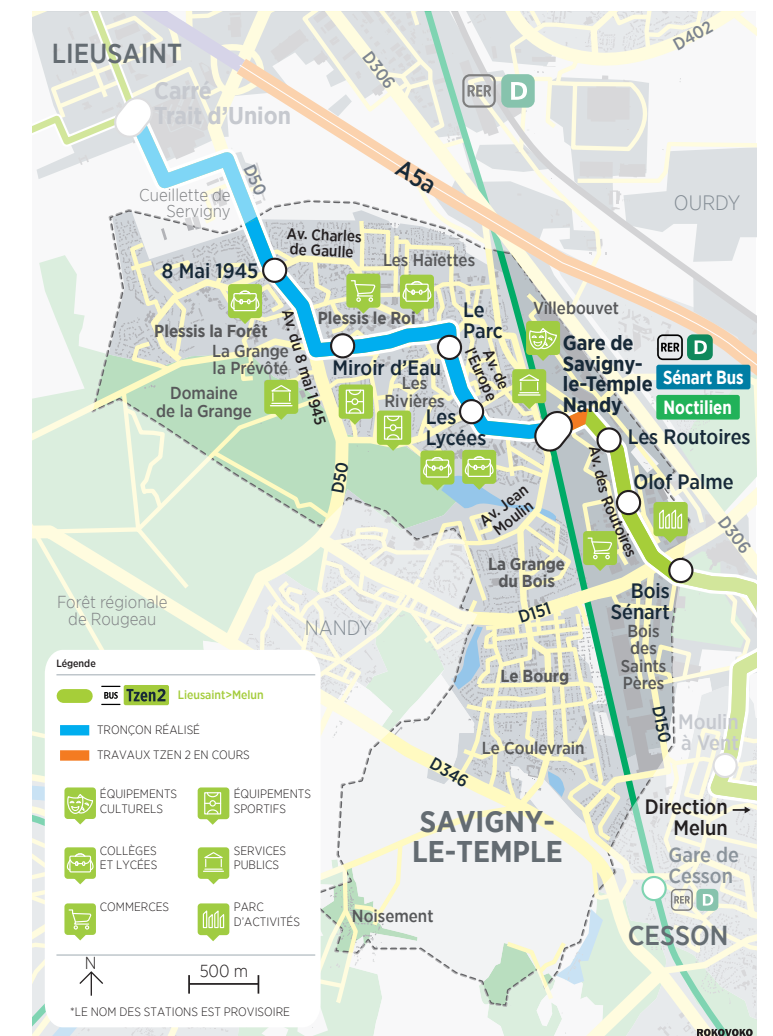 LIEUSAINT
D306
D402
RER D
Carré
Trait d'Union
A5a
D50
Cueillette de
Servigny
OURDY
Av. Charles
de Gaulle
Les Haïettes
8 Mai 1945
Villebouvet
Plessis le Roi
Le
Parc
Plessis la Forêt
Av. du 8 mai 1945
Gare de
Savigny-
le-Temple
Nandy
RER D
Sénart Bus
Noctilien
La Grange
la Prévôté
Miroir d'Eau
Av. de
l'Europe
Domaine
de la Grange
Les
Rivières
Les
Lycées
Les Routoires
D50
Olof Palme
Av. des Routoires
Av. Jean
Moulin
D306
La Grange
du Bois
Bois
Sénart
Forêt régionale
de Rougeau
NANDY
D151
Bois
des
Saints
Pères
Le Bourg
D150
Moulin
à Vent
Le Coulevrain
D346
SAVIGNY-
LE-TEMPLE
Direction →
Melun
Gare de
Cesson
RER D
CESSON
Noisement
Légende
BUS Tzen2 Lieusaint>Melun
TRONÇON RÉALISÉ
TRAVAUX TZEN 2 EN COURS
ÉQUIPEMENTS
CULTURELS
ÉQUIPEMENTS
SPORTIFS
COLLÈGES
ET LYCÉES
SERVICES
PUBLICS
COMMERCES
PARC
D'ACTIVITÉS
N
500 m
*LE NOM DES STATIONS EST PROVISOIRE
ROKOVOKO